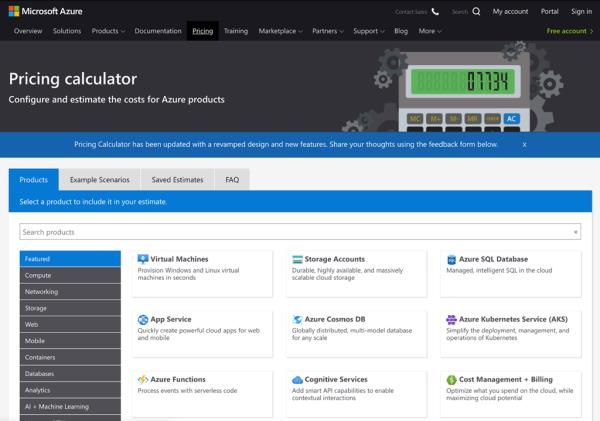 Microsoft Azure
Contact Sales Search My account Portal Sign in
Overview Solutions Products Documentation Pricing Training Marketplace Partners Support Blog More Free account >
Pricing calculator
Configure and estimate the costs for Azure products
07734
MC M+ M- MR AC
Pricing Calculator has been updated with a revamped design and new features. Share your thoughts using the feedback form below. x
Products Example Scenarios Saved Estimates FAQ
Select a product to include it in your estimate.
Search products
Featured
Compute
Networking
Storage
Web
Mobile
Containers
Databases
Analytics
AI + Machine Learning
Virtual Machines
Provision Windows and Linux virtual
machines in seconds
Storage Accounts
Durable, highly available, and massively
scalable cloud storage
Azure SQL Database
Managed, intelligent SQL in the cloud
App Service
Quickly create powerful cloud apps for web
and mobile
Azure Cosmos DB
Globally distributed, multi-model database
for any scale
Azure Kubernetes Service (AKS)
Simplify the deployment, management, and
operations of Kubernetes
Azure Functions
Process events with serverless code
Cognitive Services
Add smart API capabilities to enable
contextual interactions
Cost Management + Billing
Optimize what you spend on the cloud, while
maximizing cloud potential